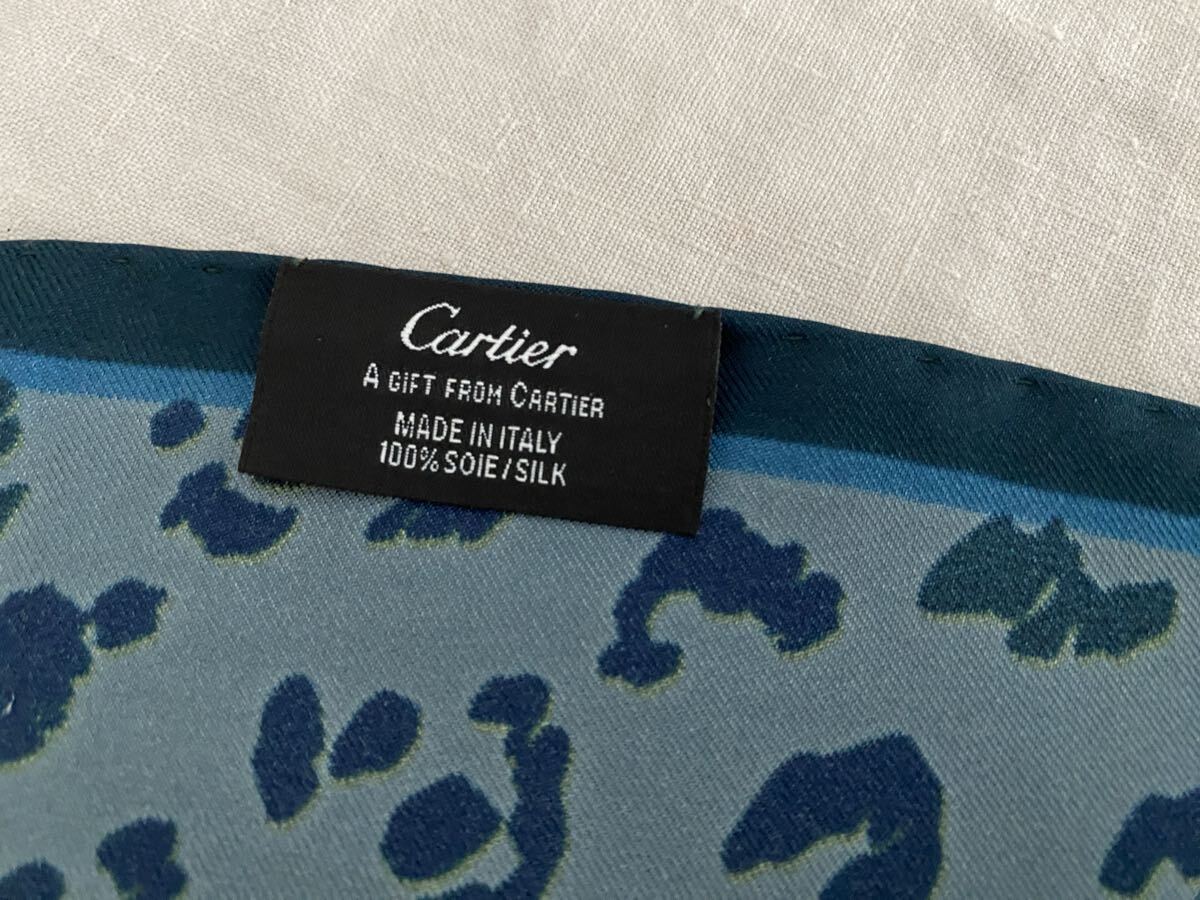 Cartier
A GIFT FROM CARTIER
MADE IN ITALY
100% SOIE/SILK